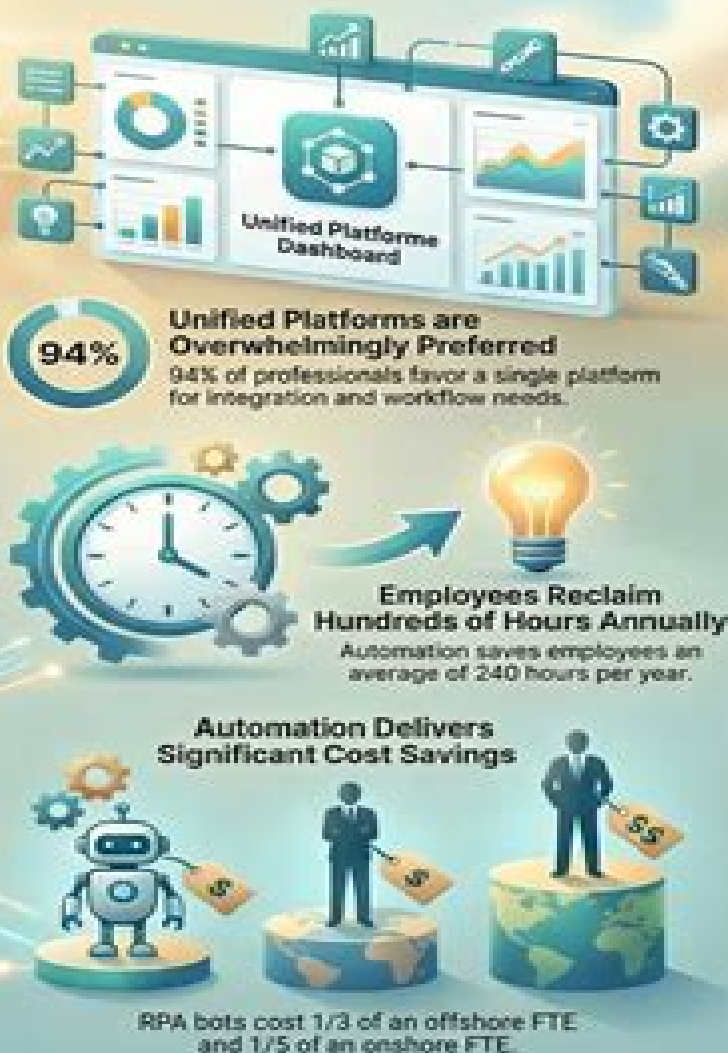 Unified Platforme
Dashboard
94%
Unified Platforms are
Overwhelmingly Preferred
94% of professionals favor a single platform
for integration and workflow needs.
Employees Reclaim
Hundreds of Hours Annually
Automation saves employees an
average of 240 hours per year.
Automation Delivers
Significant Cost Savings
$
$
$$
RPA bots cost 1/3 of an offshore FTE
and 1/5 of an onshore FTE.